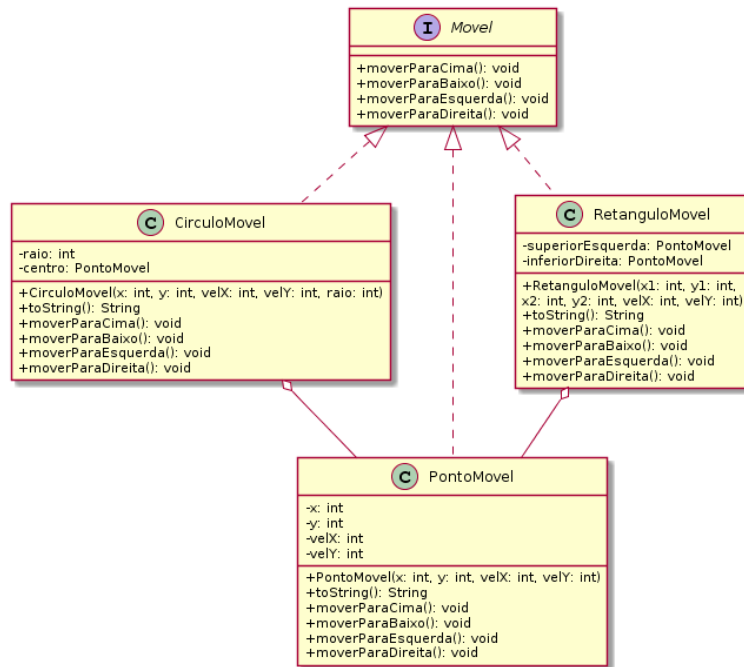 I Movel
+moverParaCima(): void
+moverParaBaixo(): void
+moverParaEsquerda(): void
+moverParaDireita(): void
C CirculoMovel
-raio: int
-centro: PontoMovel
+CirculoMovel(x: int, y: int, velX: int, velY: int, raio: int)
+toString(): String
+moverParaCima(): void
+moverParaBaixo(): void
+moverParaEsquerda(): void
+moverParaDireita(): void
C RetanguloMovel
-superiorEsquerda: PontoMovel
-inferiorDireita: PontoMovel
+RetanguloMovel(x1: int, y1: int,
x2: int, y2: int, velX: int, velY: int)
+toString(): String
+moverParaCima(): void
+moverParaBaixo(): void
+moverParaEsquerda(): void
+moverParaDireita(): void
C PontoMovel
-x: int
-y: int
-velX: int
-velY: int
+PontoMovel(x: int, y: int, velX: int, velY: int)
+toString(): String
+moverParaCima(): void
+moverParaBaixo(): void
+moverParaEsquerda(): void
+moverParaDireita(): void